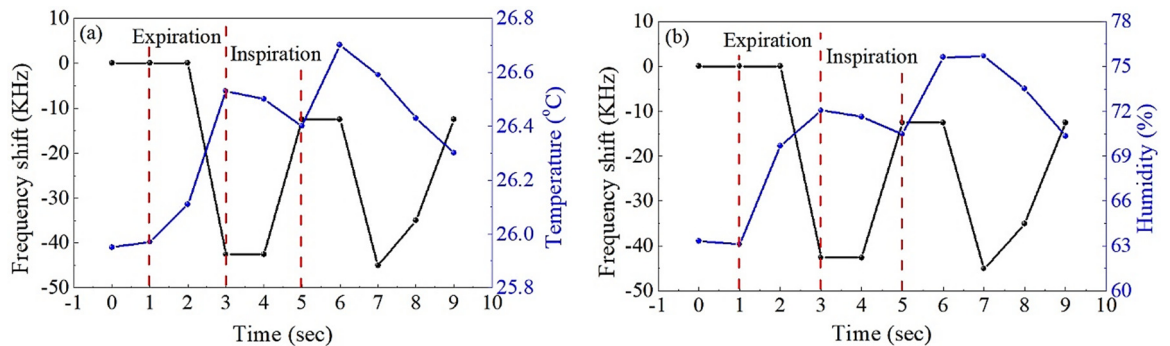 (a)
Expiration
Inspiration
10
0
-10
-20
-30
-40
-50
Frequency shift (KHz)
26.8
26.6
26.4
26.2
26.0
25.8
Temperature (°C)
-1 0 1 2 3 4 5 6 7 8 9 10
Time (sec)
(b)
Expiration
Inspiration
10
0
-10
-20
-30
-40
-50
Frequency shift (KHz)
78
75
72
69
66
63
60
Humidity (%)
-1 0 1 2 3 4 5 6 7 8 9 10
Time (sec)